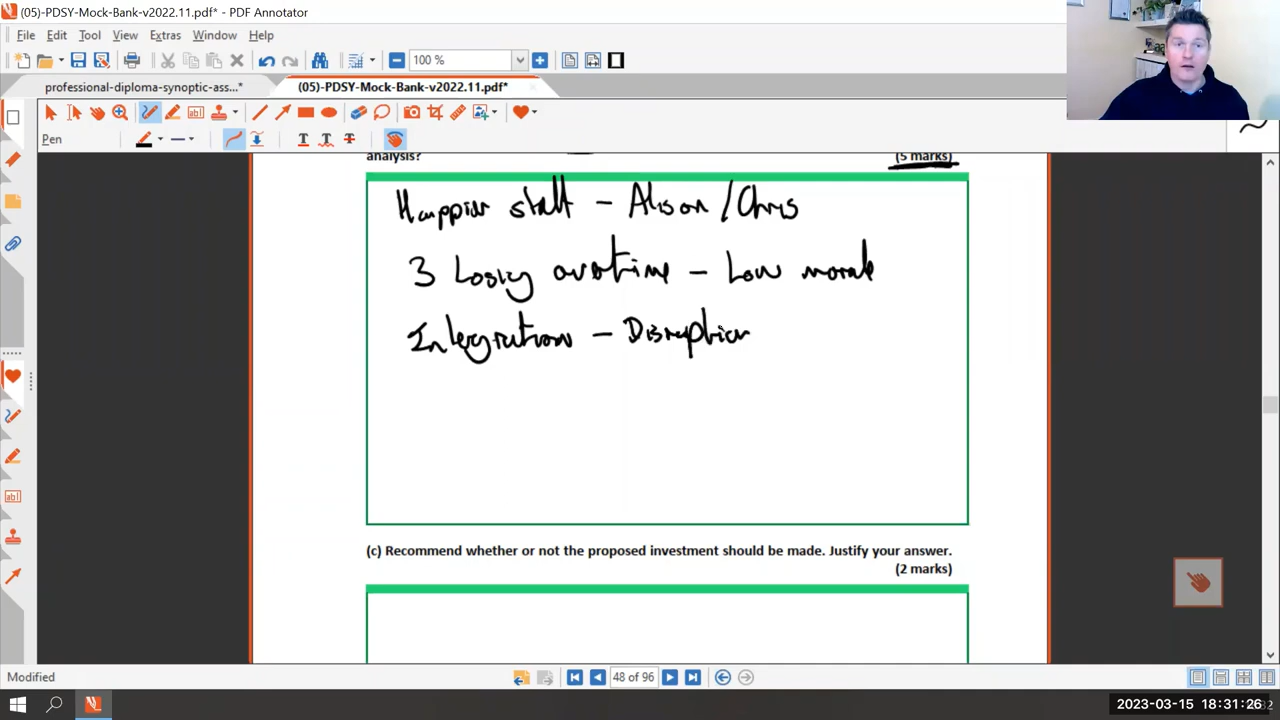 (05)-PDSY-Mock-Bank-v2022.11.pdf* - PDF Annotator
File Edit Tool View Extras Window Help
100 %
professional-diploma-synoptic-ass...* (05)-PDSY-Mock-Bank-v2022.11.pdf*
Pen
analysis? (5 marks)
Happier staff - Alison / Chris
3 Losing overtime - Low morale
Integration - Disruption
(c) Recommend whether or not the proposed investment should be made. Justify your answer.
(2 marks)
Modified 48 of 96
2023-03-15 18:31:26